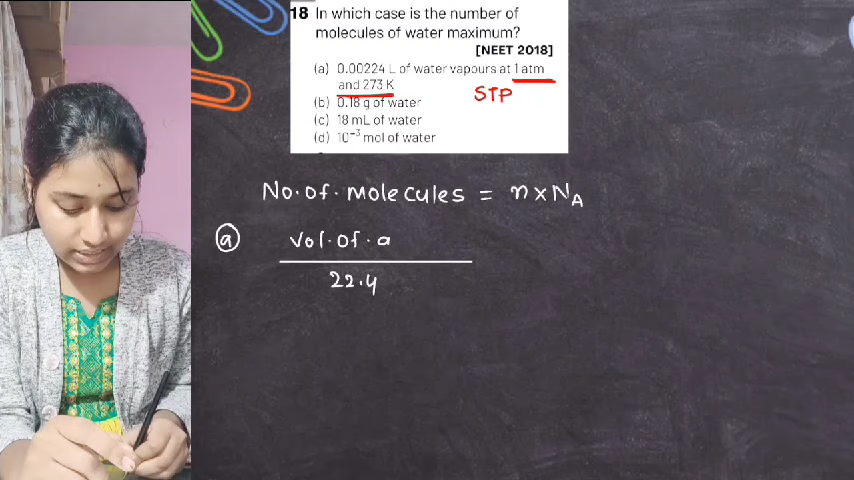 18 In which case is the number of
molecules of water maximum?
[NEET 2018]
(a) 0.00224 L of water vapours at 1 atm
and 273 K
STP
(b) 0.18 g of water
(c) 18 mL of water
(d) 10⁻³ mol of water
No. of. molecules = n × N_A
(a) Vol. of. a
22.4